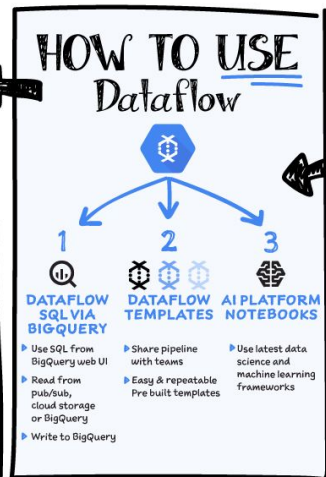 HOW TO USE
Dataflow
1
DATAFLOW
SQL VIA
BIGQUERY
Use SQL from
BigQuery web UI
Read from
pub/sub,
cloud storage
or BigQuery
Write to BigQuery
2
DATAFLOW
TEMPLATES
Share pipeline
with teams
Easy & repeatable
Pre built templates
3
AI PLATFORM
NOTEBOOKS
Use latest data
science and
machine learning
frameworks